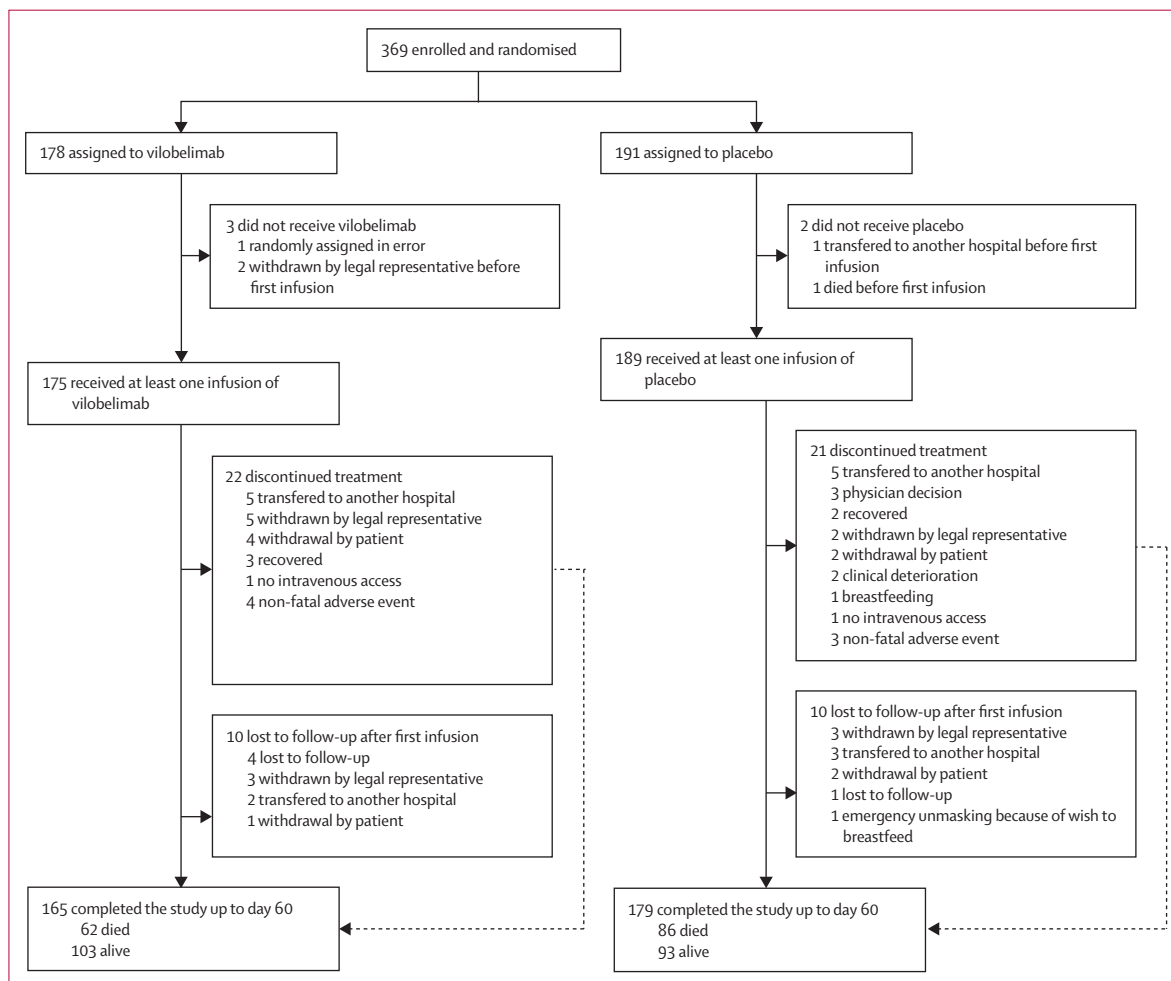 369 enrolled and randomised
178 assigned to vilobelimab
191 assigned to placebo
3 did not receive vilobelimab
1 randomly assigned in error
2 withdrawn by legal representative before
first infusion
2 did not receive placebo
1 transfered to another hospital before first
infusion
1 died before first infusion
175 received at least one infusion of
vilobelimab
189 received at least one infusion of
placebo
22 discontinued treatment
5 transfered to another hospital
5 withdrawn by legal representative
4 withdrawal by patient
3 recovered
1 no intravenous access
4 non-fatal adverse event
21 discontinued treatment
5 transfered to another hospital
3 physician decision
2 recovered
2 withdrawn by legal representative
2 withdrawal by patient
2 clinical deterioration
1 breastfeeding
1 no intravenous access
3 non-fatal adverse event
10 lost to follow-up after first infusion
4 lost to follow-up
3 withdrawn by legal representative
2 transfered to another hospital
1 withdrawal by patient
10 lost to follow-up after first infusion
3 withdrawn by legal representative
3 transfered to another hospital
2 withdrawal by patient
1 lost to follow-up
1 emergency unmasking because of wish to
breastfeed
165 completed the study up to day 60
62 died
103 alive
179 completed the study up to day 60
86 died
93 alive